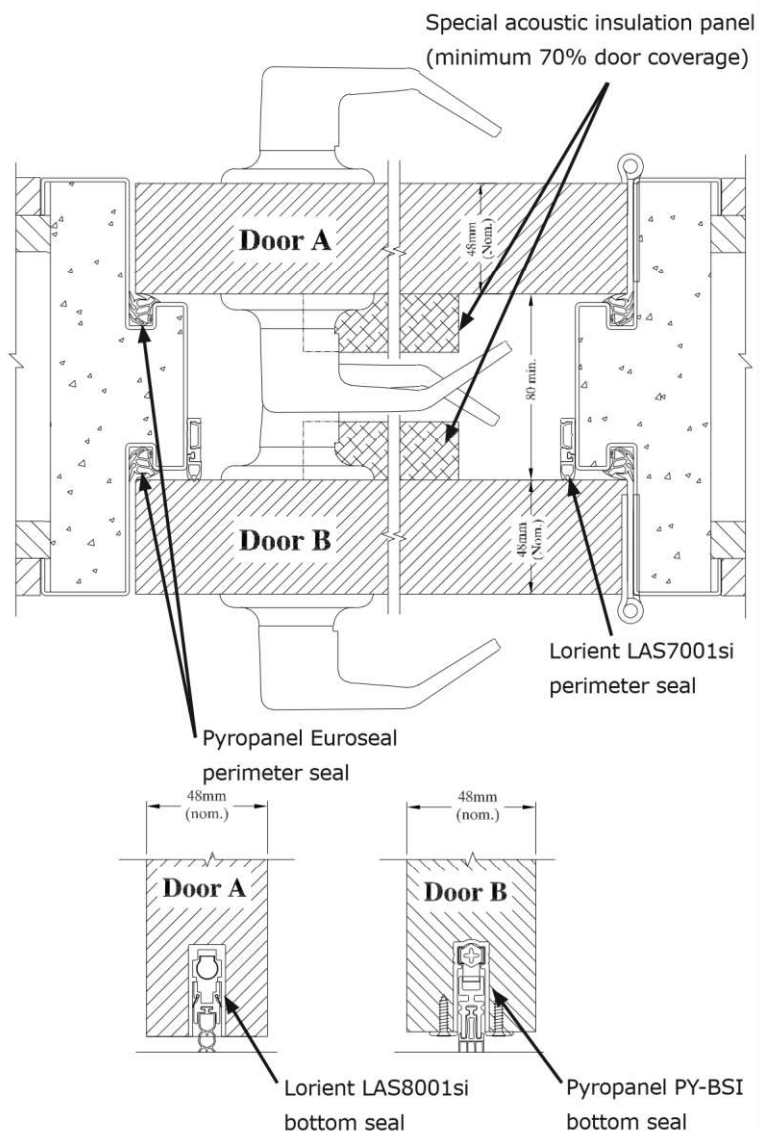 Special acoustic insulation panel
(minimum 70% door coverage)
Door A
48mm
(Nom.)
80 min.
Door B
48mm
(Nom.)
Lorient LAS7001si
perimeter seal
Pyropanel Euroseal
perimeter seal
48mm
(nom.)
48mm
(nom.)
Door A
Door B
Lorient LAS8001si
bottom seal
Pyropanel PY-BSI
bottom seal